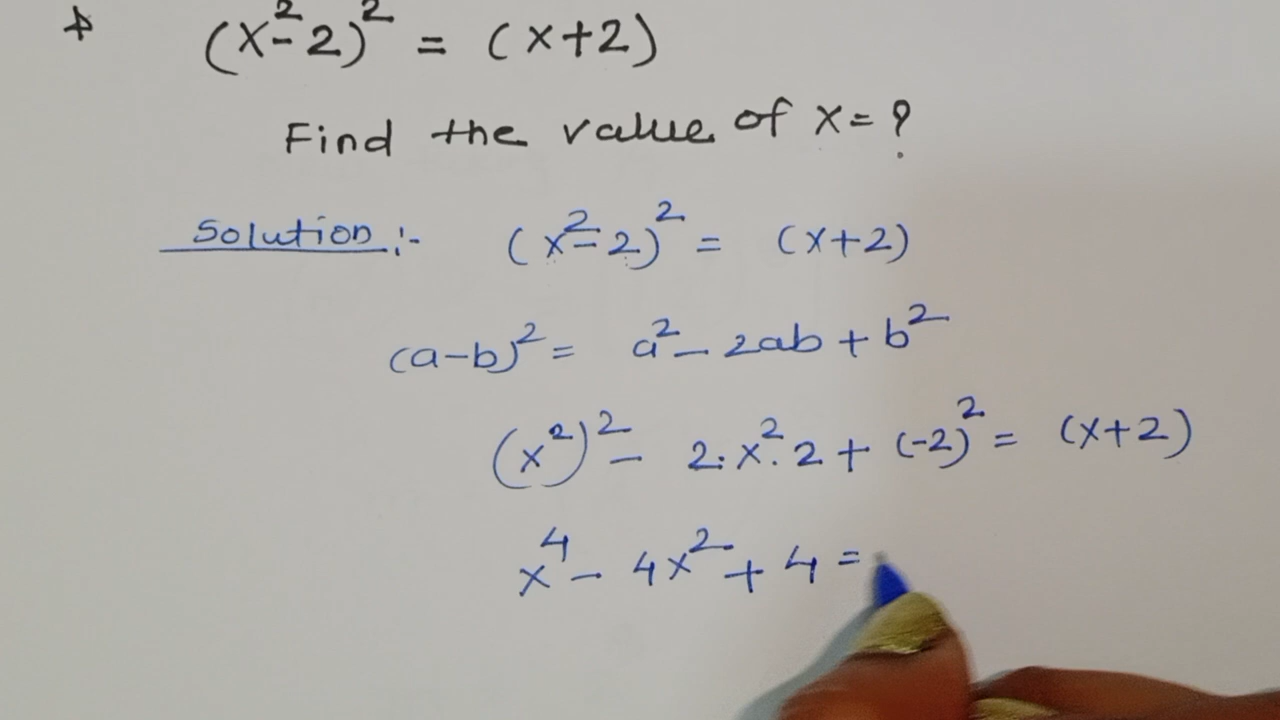 (x²-2)² = (x+2)
Find the value of x=?
Solution :- (x²-2)² = (x+2)
(a-b)² = a² - 2ab + b²
(x²)² - 2.x².2 + (-2)² = (x+2)
x⁴ - 4x² + 4 =